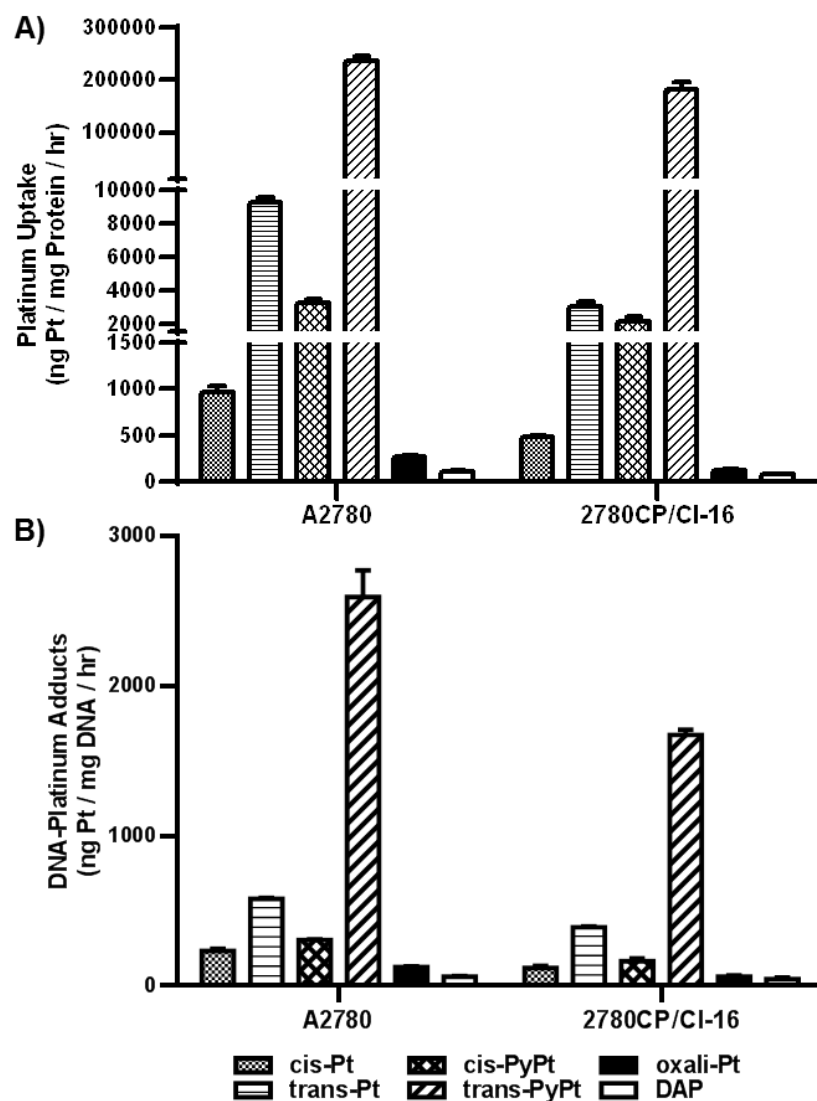 A)
Platinum Uptake
(ng Pt / mg Protein / hr)
300000
200000
100000
10000
8000
6000
4000
2000
1500
1000
500
0
A2780
2780CP/CI-16
B)
DNA-Platinum Adducts
(ng Pt / mg DNA / hr)
3000
2000
1000
0
A2780
2780CP/CI-16
cis-Pt
cis-PyPt
oxali-Pt
trans-Pt
trans-PyPt
DAP